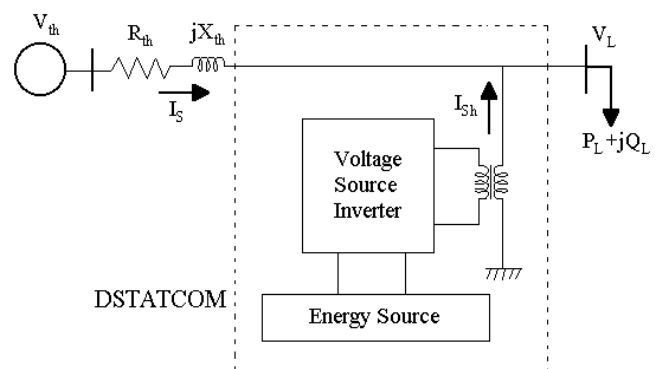 V_th
R_th
jX_th
V_L
I_S
I_Sh
P_L+jQ_L
Voltage
Source
Inverter
DSTATCOM
Energy Source